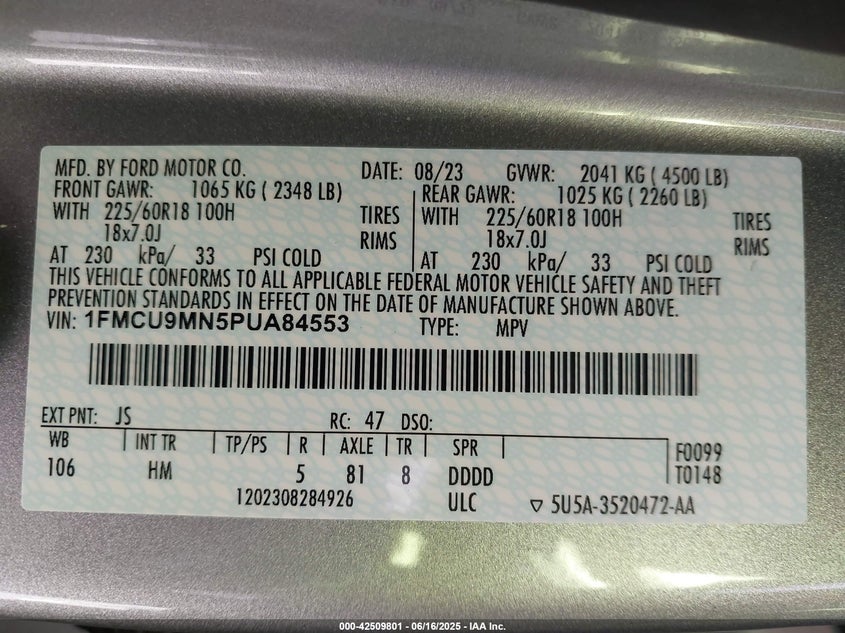 MFD. BY FORD MOTOR CO. DATE: 08/23 GVWR: 2041 KG ( 4500 LB)
FRONT GAWR: 1065 KG ( 2348 LB) REAR GAWR: 1025 KG ( 2260 LB)
WITH 225/60R18 100H TIRES WITH 225/60R18 100H TIRES
18x7.0J RIMS 18x7.0J RIMS
AT 230 kPa/ 33 PSI COLD AT 230 kPa/ 33 PSI COLD
THIS VEHICLE CONFORMS TO ALL APPLICABLE FEDERAL MOTOR VEHICLE SAFETY AND THEFT
PREVENTION STANDARDS IN EFFECT ON THE DATE OF MANUFACTURE SHOWN ABOVE.
VIN: 1FMCU9MN5PUA84553 TYPE: MPV
EXT PNT: JS RC: 47 DSO:
WB INT TR TP/PS R AXLE TR SPR F0099
106 HM 5 81 8 DDDD T0148
1202308284926 ULC ▽ 5U5A-3520472-AA
000-42509801 - 06/16/2025 - IAA Inc.